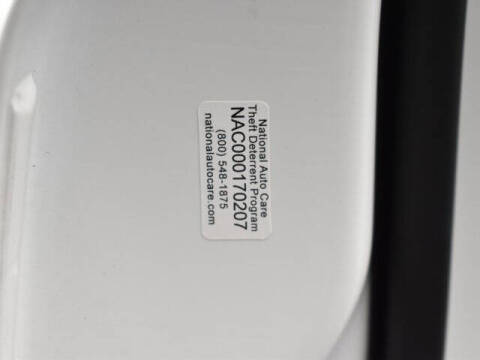 National Auto Care
Theft Deterrent Program
NAC000170207
(800) 548-1875
nationalautocare.com